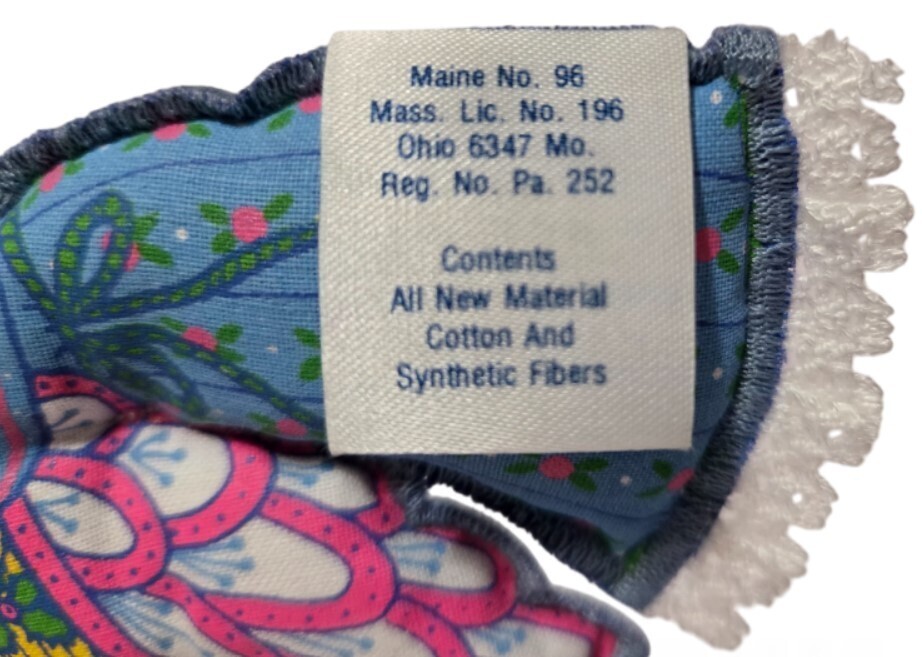 Maine No. 96
Mass. Lic. No. 196
Ohio 6347 Mo.
Reg. No. Pa. 252
Contents
All New Material
Cotton And
Synthetic Fibers